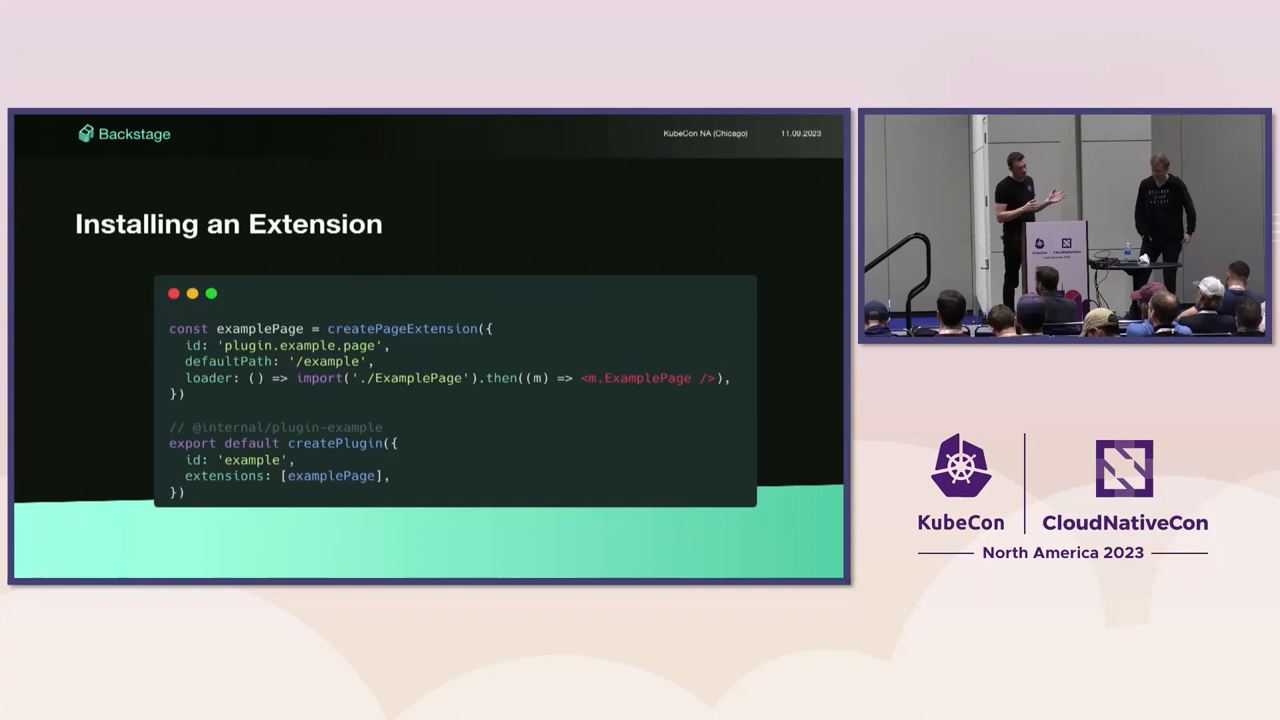 Backstage
KubeCon NA (Chicago)
11.09.2023
Installing an Extension
const examplePage = createPageExtension({
  id: 'plugin.example.page',
  defaultPath: '/example',
  loader: () => import('./ExamplePage').then((m) => <m.ExamplePage />),
})
// @internal/plugin-example
export default createPlugin({
  id: 'example',
  extensions: [examplePage],
})
KubeCon
CloudNativeCon
KubeCon
CloudNativeCon
North America 2023